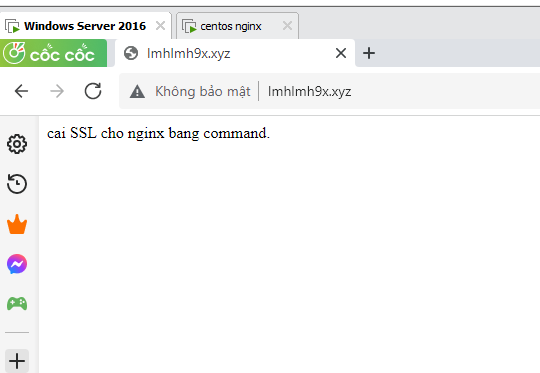 Windows Server 2016 centos nginx
cốc cốc lmhlmh9x.xyz
Không bảo mật lmhlmh9x.xyz
cai SSL cho nginx bang command.